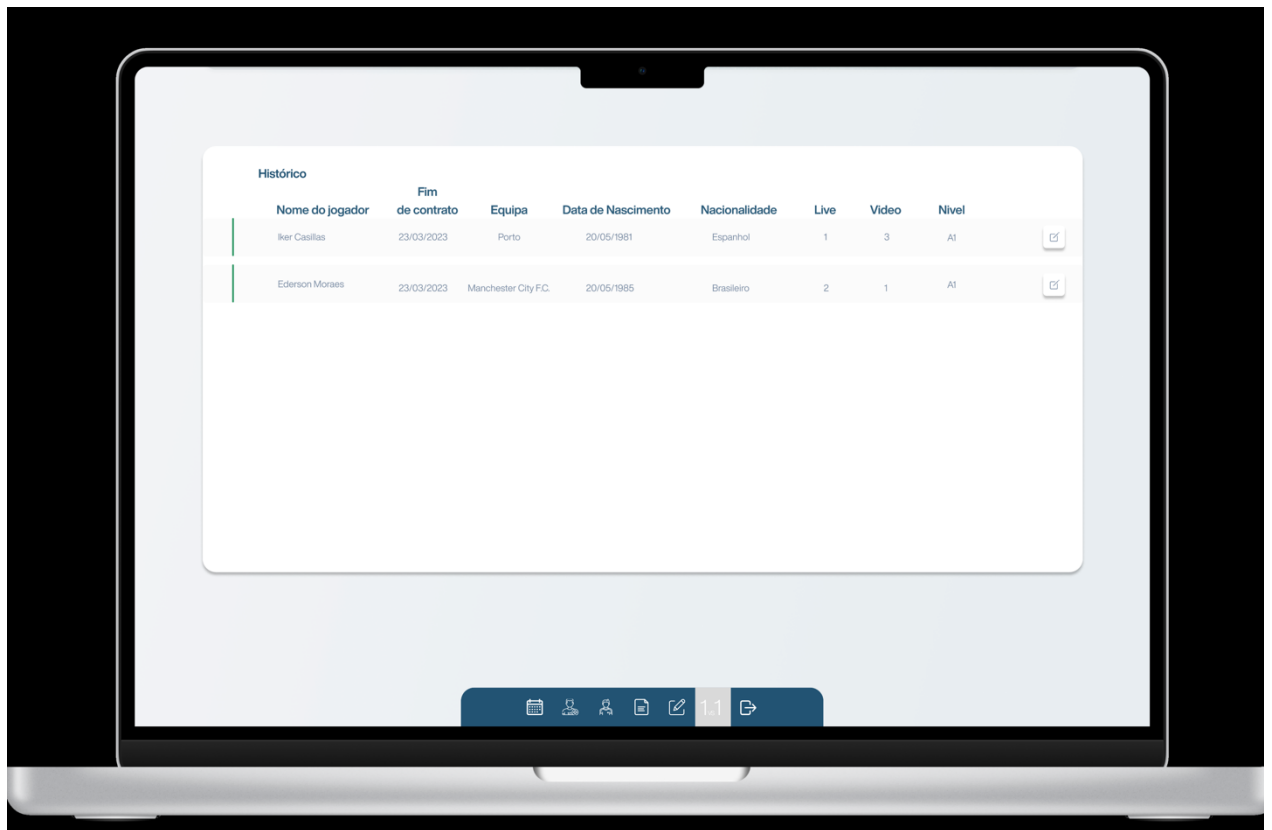 Histórico
Fim
Nome do jogador de contrato Equipa Data de Nascimento Nacionalidade Live Video Nivel
Iker Casillas 23/03/2023 Porto 20/05/1981 Espanhol 1 3 A1
Ederson Moraes 23/03/2023 Manchester City F.C. 20/05/1985 Brasileiro 2 1 A1